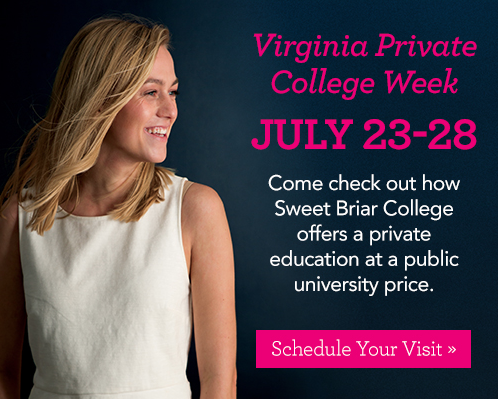 Virginia Private
College Week
JULY 23-28
Come check out how
Sweet Briar College
offers a private
education at a public
university price.
Schedule Your Visit »